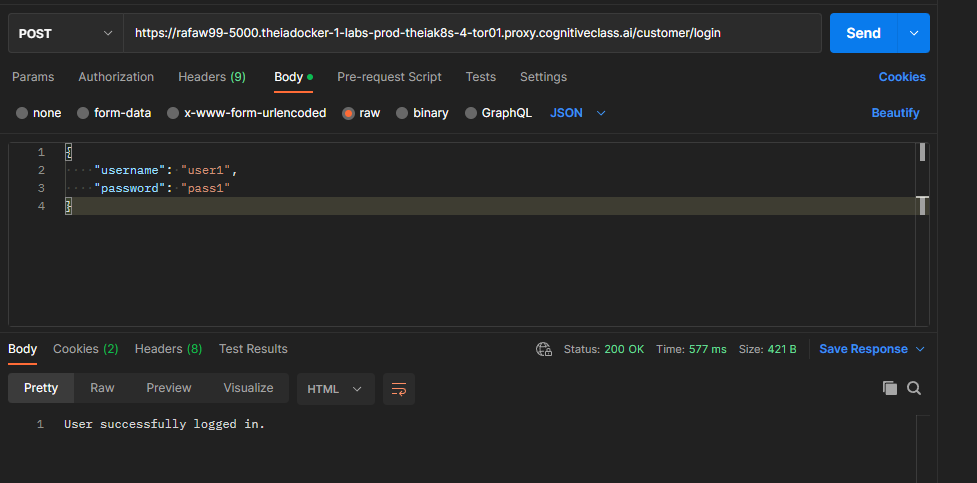 POST https://rafaw99-5000.theiadocker-1-labs-prod-theiak8s-4-tor01.proxy.cognitiveclass.ai/customer/login Send
Params Authorization Headers (9) Body Pre-request Script Tests Settings Cookies
none form-data x-www-form-urlencoded raw binary GraphQL JSON Beautify
1 {
2 "username": "user1",
3 "password": "pass1"
4 }
Body Cookies (2) Headers (8) Test Results Status: 200 OK Time: 577 ms Size: 421 B Save Response
Pretty Raw Preview Visualize HTML
1 User successfully logged in.